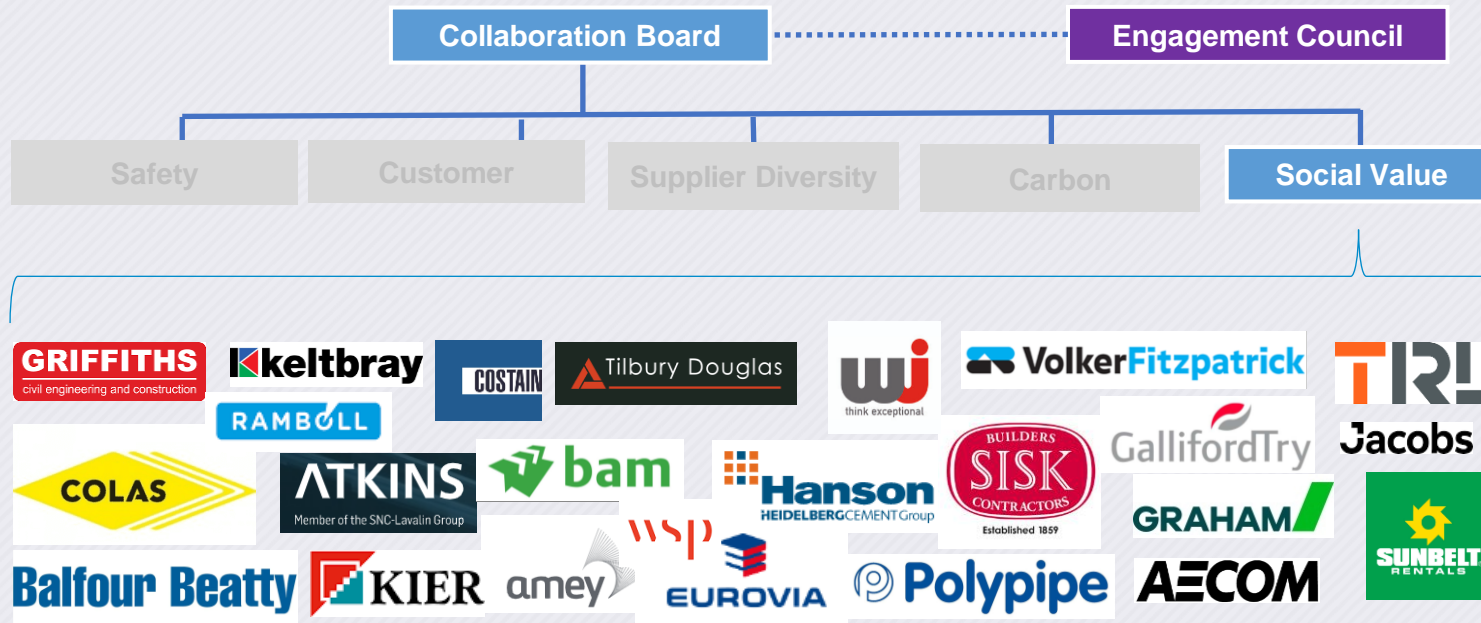 Collaboration Board
Engagement Council
Safety
Customer
Supplier Diversity
Carbon
Social Value
GRIFFITHS
civil engineering and construction
keltbray
COSTAIN
Tilbury Douglas
wj
think exceptional
VolkerFitzpatrick
RAMBOLL
COLAS
ATKINS
Member of the SNC-Lavalin Group
bam
Hanson
HEIDELBERGCEMENT Group
BUILDERS
SISK
CONTRACTORS
Established 1859
GallifordTry
Jacobs
GRAHAM
SUNBELT
RENTALS
Balfour Beatty
KIER
amey
wsp
EUROVIA
Polypipe
AECOM